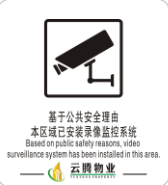 基于公共安全理由
本区域已安装录像监控系统
Based on public safety reasons, video
surveillance system has been installed in this area.
云腾物业